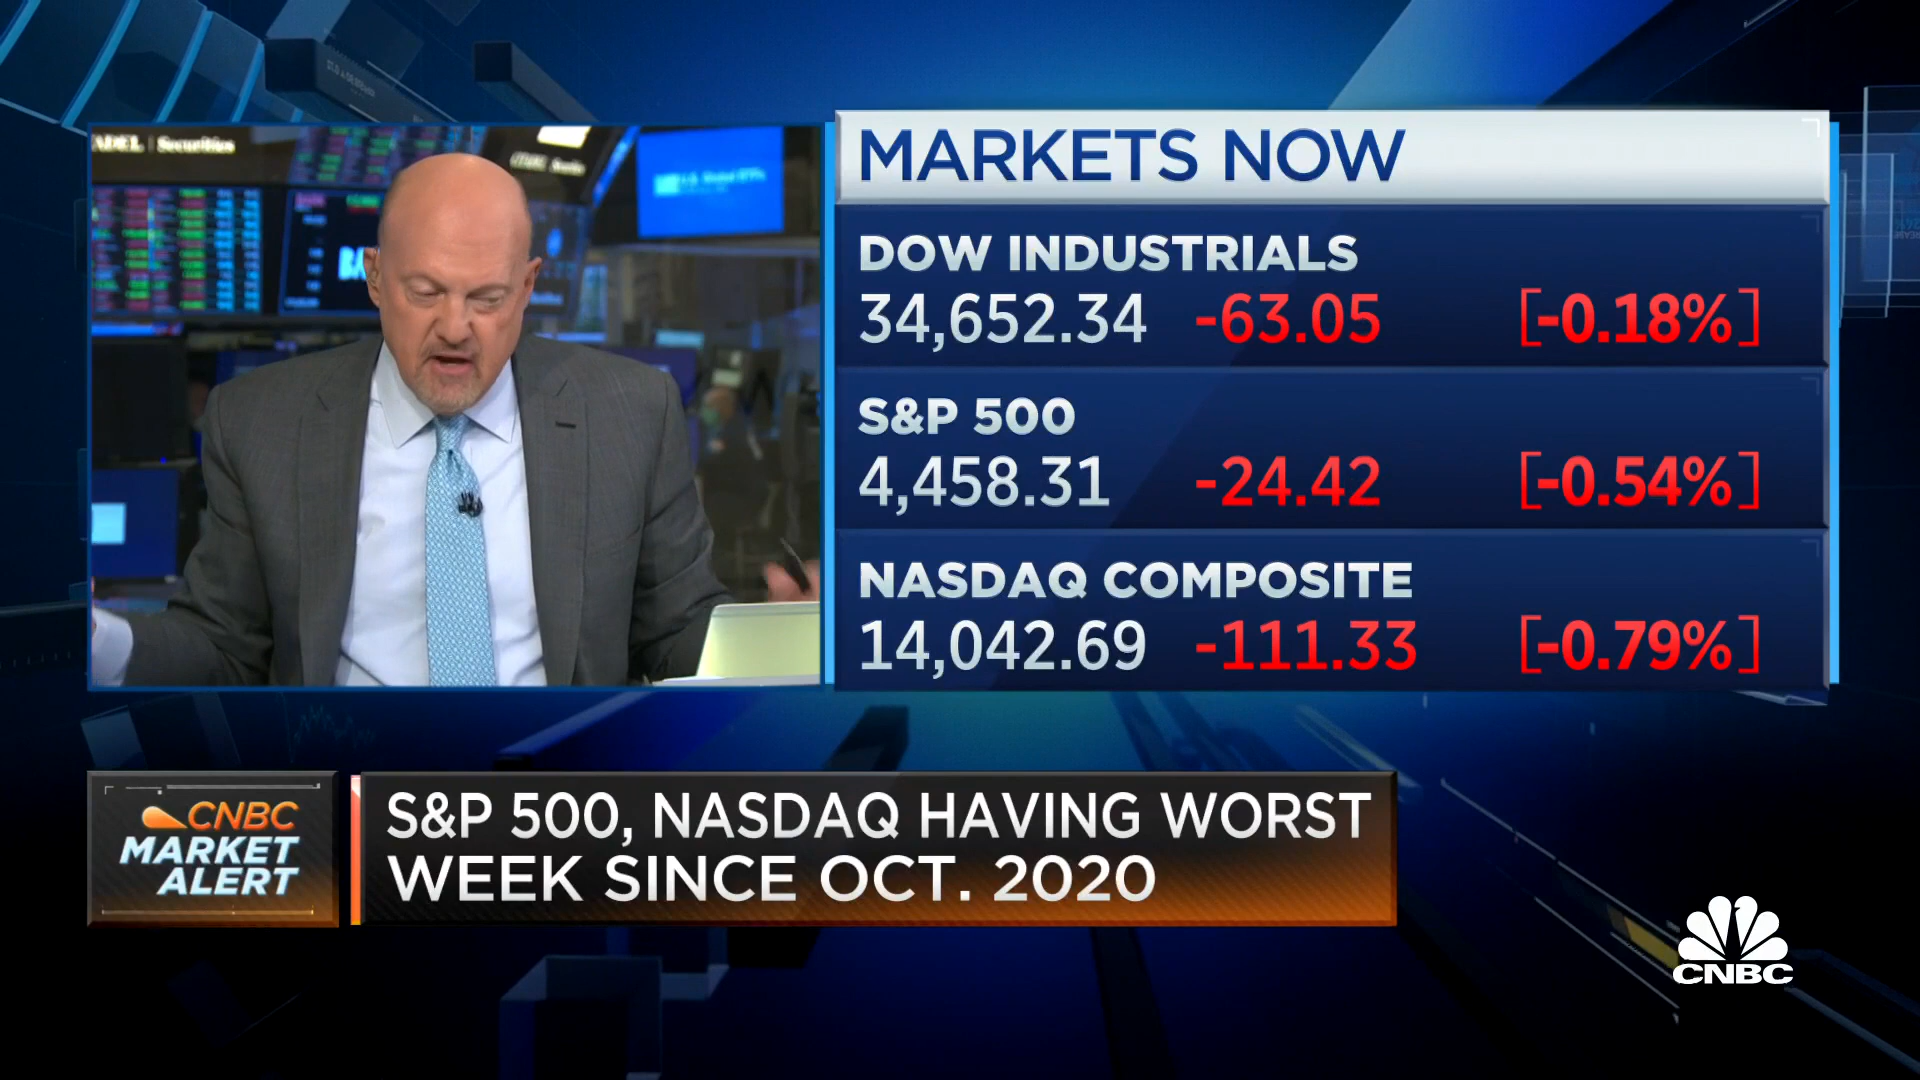 Securities
MARKETS NOW
DOW INDUSTRIALS
34,652.34 -63.05 [-0.18%]
S&P 500
4,458.31 -24.42 [-0.54%]
NASDAQ COMPOSITE
14,042.69 -111.33 [-0.79%]
CNBC
MARKET
ALERT
S&P 500, NASDAQ HAVING WORST
WEEK SINCE OCT. 2020
CNBC